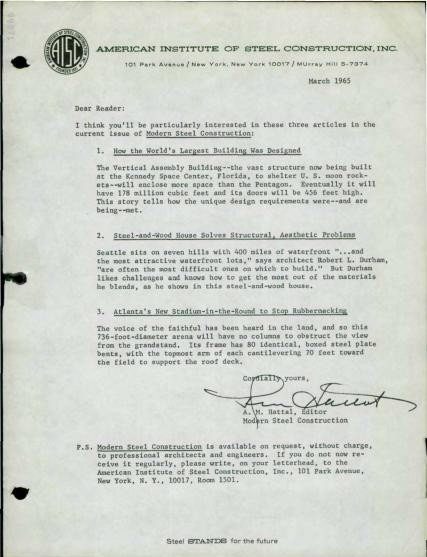 AISC
AMERICAN INSTITUTE OF STEEL CONSTRUCTION, INC.
101 Park Avenue / New York, New York 10017 / MUrray Hill 5-7374
March 1965
Dear Reader:
I think you'll be particularly interested in these three articles in the
current issue of Modern Steel Construction:
1. How the World's Largest Building Was Designed
The Vertical Assembly Building--the vast structure now being built
at the Kennedy Space Center, Florida, to shelter U. S. moon rock-
ets--will enclose more space than the Pentagon. Eventually it will
have 178 million cubic feet and its doors will be 456 feet high.
This story tells how the unique design requirements were--and are
being--met.
2. Steel-and-Wood House Solves Structural, Aesthetic Problems
Seattle sits on seven hills with 400 miles of waterfront "...and
the most attractive waterfront lots," says architect Robert L. Durham,
"are often the most difficult ones on which to build." But Durham
likes challenges and knows how to get the most out of the materials
he blends, as he shows in this steel-and-wood house.
3. Atlanta's New Stadium-in-the-Round to Stop Rubbernecking
The voice of the faithful has been heard in the land, and so this
736-foot-diameter arena will have no columns to obstruct the view
from the grandstand. Its frame has 80 identical, boxed steel plate
bents, with the topmost arm of each cantilevering 70 feet toward
the field to support the roof deck.
Cordially yours,
A. M. Hattal, Editor
Modern Steel Construction
P.S. Modern Steel Construction is available on request, without charge,
to professional architects and engineers. If you do not now re-
ceive it regularly, please write, on your letterhead, to the
American Institute of Steel Construction, Inc., 101 Park Avenue,
New York, N. Y., 10017, Room 1501.
Steel STANDS for the future